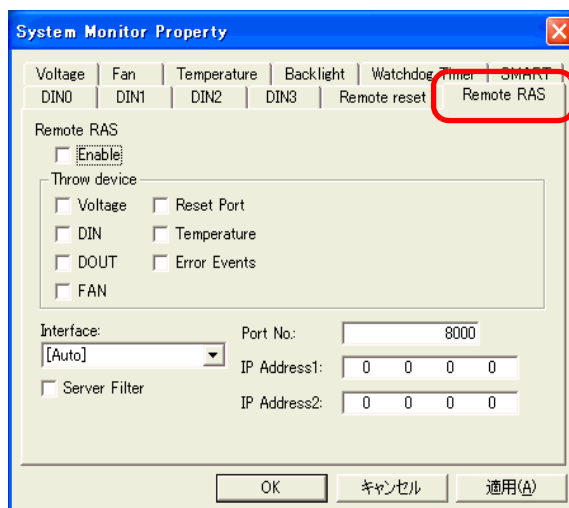 System Monitor Property
Voltage Fan Temperature Backlight Watchdog Timer SMART
DIN0 DIN1 DIN2 DIN3 Remote reset Remote RAS
Remote RAS
Enable
Throw device
Voltage Reset Port
DIN Temperature
DOUT Error Events
FAN
Interface: Port No.: 8000
[Auto] IP Address1: 0 0 0 0
Server Filter IP Address2: 0 0 0 0
OK キャンセル 適用(A)